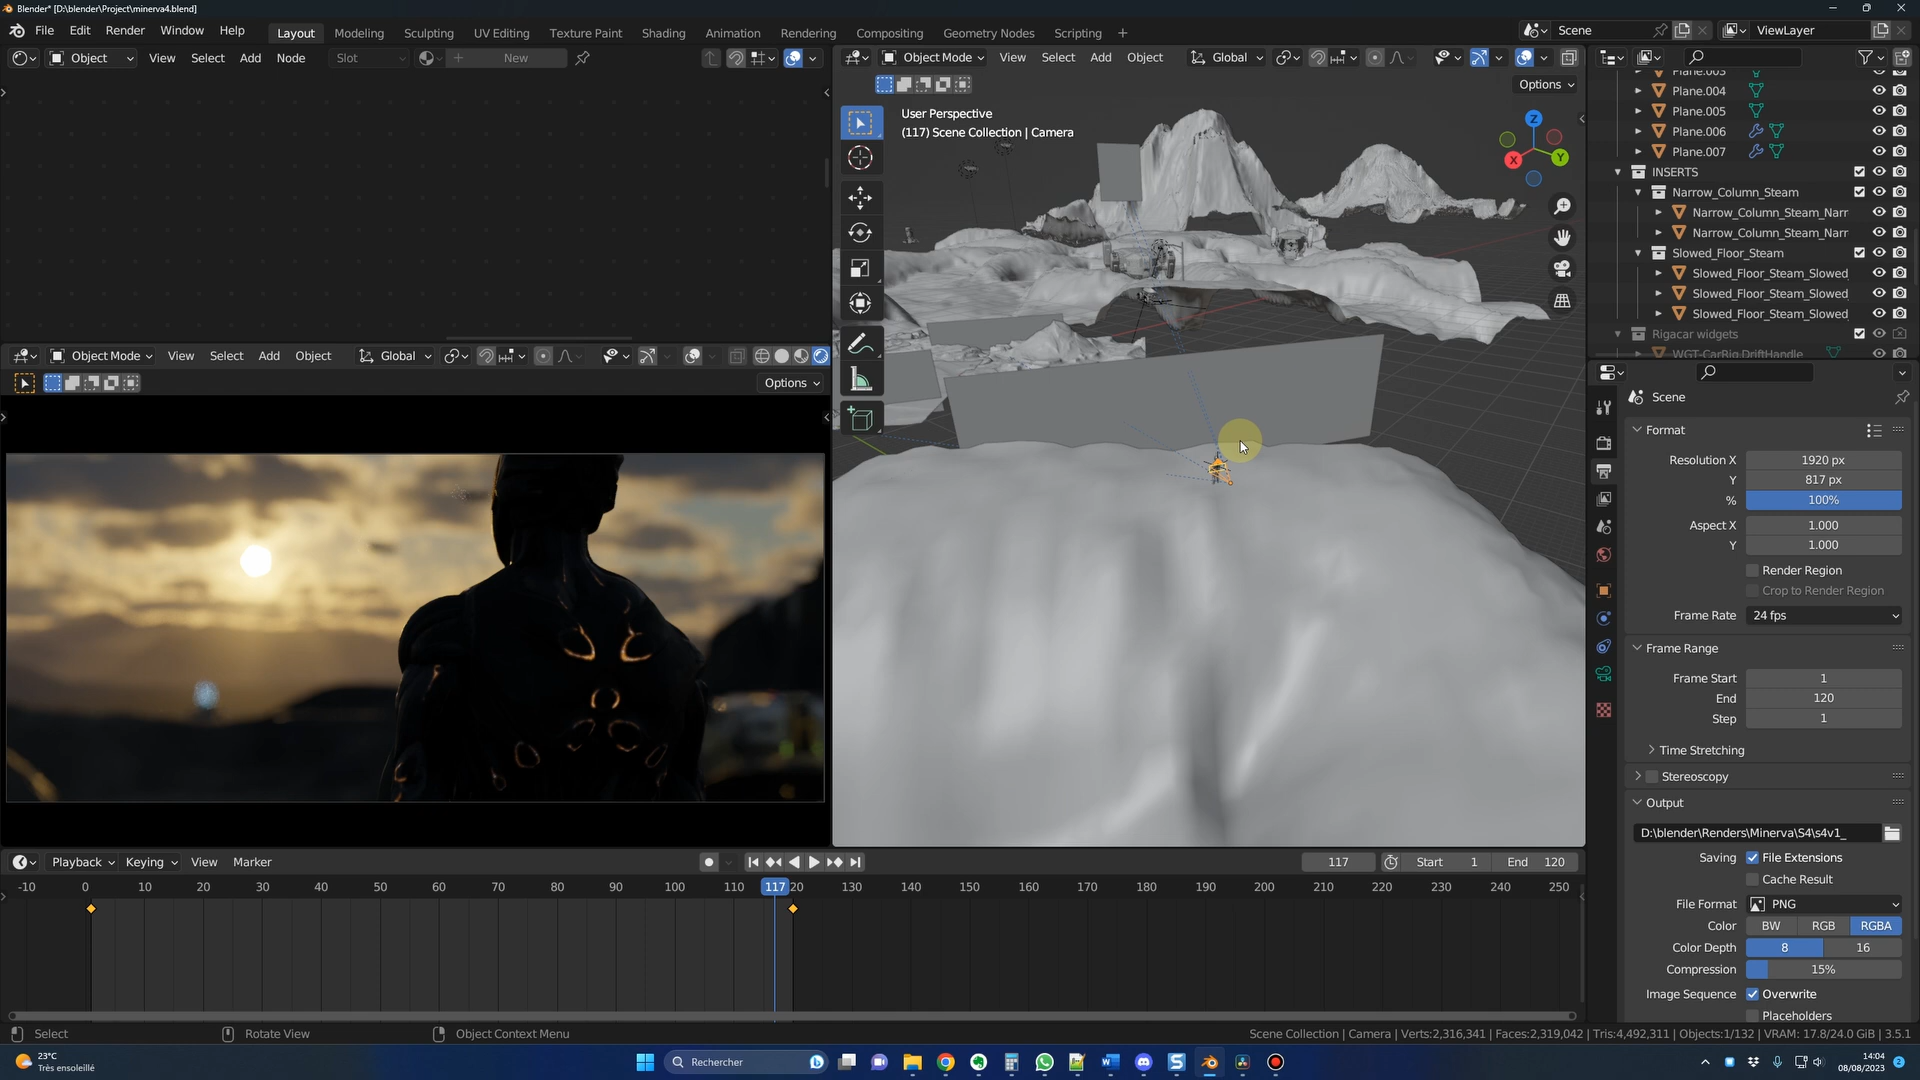 Blender* [D:\blender\Project\minerva4.blend]
File Edit Render Window Help
Layout Modeling Sculpting UV Editing Texture Paint Shading Animation Rendering Compositing Geometry Nodes Scripting +
Scene ViewLayer
Object View Select Add Node Slot New
Object Mode View Select Add Object Global
Options
User Perspective
(117) Scene Collection | Camera
Z
X
Y
Plane.003
Plane.004
Plane.005
Plane.006
Plane.007
INSERTS
Narrow_Column_Steam
Narrow_Column_Steam_Narr
Narrow_Column_Steam_Narr
Slowed_Floor_Steam
Slowed_Floor_Steam_Slowed
Slowed_Floor_Steam_Slowed
Slowed_Floor_Steam_Slowed
Rigacar widgets
WGT-CarRig.DriftHandle
Object Mode View Select Add Object Global
Options
Scene
Format
Resolution X 1920 px
Y 817 px
% 100%
Aspect X 1.000
Y 1.000
Render Region
Crop to Render Region
Frame Rate 24 fps
Frame Range
Frame Start 1
End 120
Step 1
Time Stretching
Stereoscopy
Output
D:\blender\Renders\Minerva\S4\s4v1_
Saving File Extensions
Cache Result
File Format PNG
Color BW RGB RGBA
Color Depth 8 16
Compression 15%
Image Sequence Overwrite
Placeholders
Playback Keying View Marker
117 Start 1 End 120
-10 0 10 20 30 40 50 60 70 80 90 100 110 117 20 130 140 150 160 170 180 190 200 210 220 230 240 250
Select Rotate View Object Context Menu
Scene Collection | Camera | Verts:2,316,341 | Faces:2,319,042 | Tris:4,492,311 | Objects:1/132 | VRAM: 17.8/24.0 GiB | 3.5.1
23°C
Très ensoleillé
Rechercher
14:04
08/08/2023
2